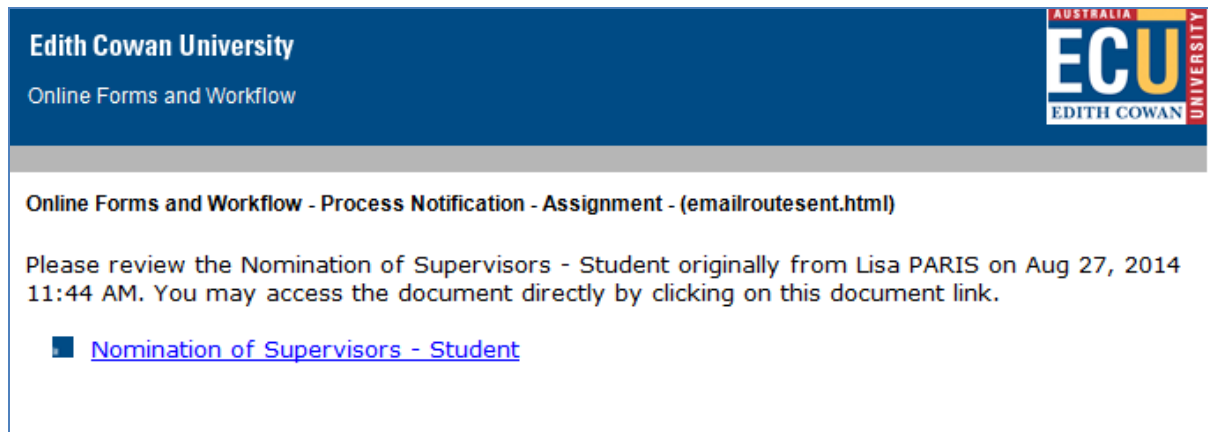 Edith Cowan University
Online Forms and Workflow
AUSTRALIA
ECU
EDITH COWAN
UNIVERSITY
Online Forms and Workflow - Process Notification - Assignment - (emailroutesent.html)
Please review the Nomination of Supervisors - Student originally from Lisa PARIS on Aug 27, 2014
11:44 AM. You may access the document directly by clicking on this document link.
Nomination of Supervisors - Student